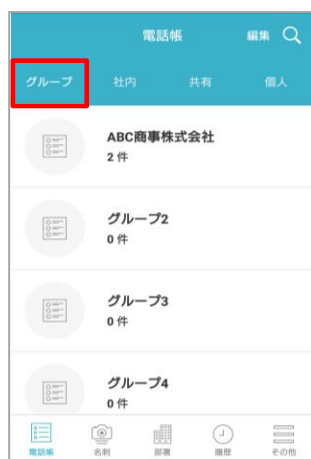 電話帳 編集
グループ 社内 共有 個人
ABC商事株式会社
2 件
グループ2
0 件
グループ3
0 件
グループ4
0 件
電話帳 名刺 部署 履歴 その他